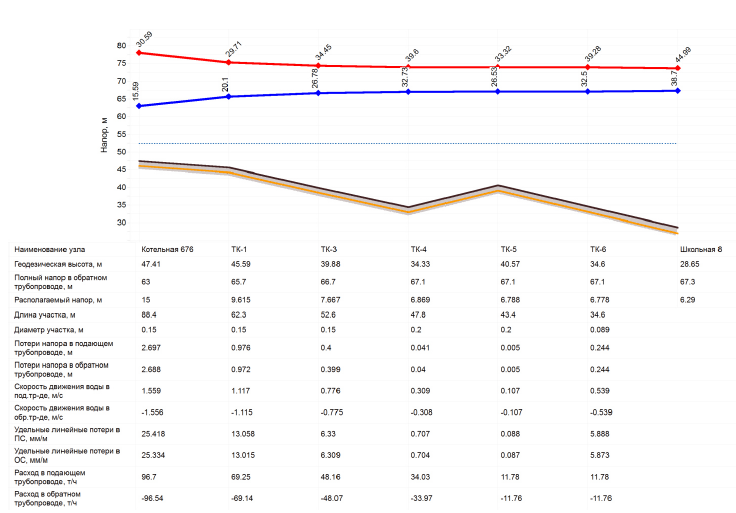 30.59
29.71
34.45
39.6
33.32
39.28
44.99
80
75
70
65
60
55
50
45
40
35
30
Напор, м
15.59
20.1
26.78
32.73
26.53
32.5
38.7
Наименование узла Котельная 676 ТК-1 ТК-3 ТК-4 ТК-5 ТК-6 Школьная 8
Геодезическая высота, м 47.41 45.59 39.88 34.33 40.57 34.6 28.65
Полный напор в обратном
трубопроводе, м 63 65.7 66.7 67.1 67.1 67.1 67.3
Располагаемый напор, м 15 9.615 7.667 6.869 6.788 6.778 6.29
Длина участка, м 88.4 62.3 52.6 47.8 43.4 34.6
Диаметр участка, м 0.15 0.15 0.15 0.2 0.2 0.089
Потери напора в подающем
трубопроводе, м 2.697 0.976 0.4 0.041 0.005 0.244
Потери напора в обратном
трубопроводе, м 2.688 0.972 0.399 0.04 0.005 0.244
Скорость движения воды в
под.тр-де, м/с 1.559 1.117 0.776 0.309 0.107 0.539
Скорость движения воды в
обр.тр-де, м/с -1.556 -1.115 -0.775 -0.308 -0.107 -0.539
Удельные линейные потери в
ПС, мм/м 25.418 13.058 6.33 0.707 0.088 5.888
Удельные линейные потери в
ОС, мм/м 25.334 13.015 6.309 0.704 0.087 5.873
Расход в подающем
трубопроводе, т/ч 96.7 69.25 48.16 34.03 11.78 11.78
Расход в обратном
трубопроводе, т/ч -96.54 -69.14 -48.07 -33.97 -11.76 -11.76